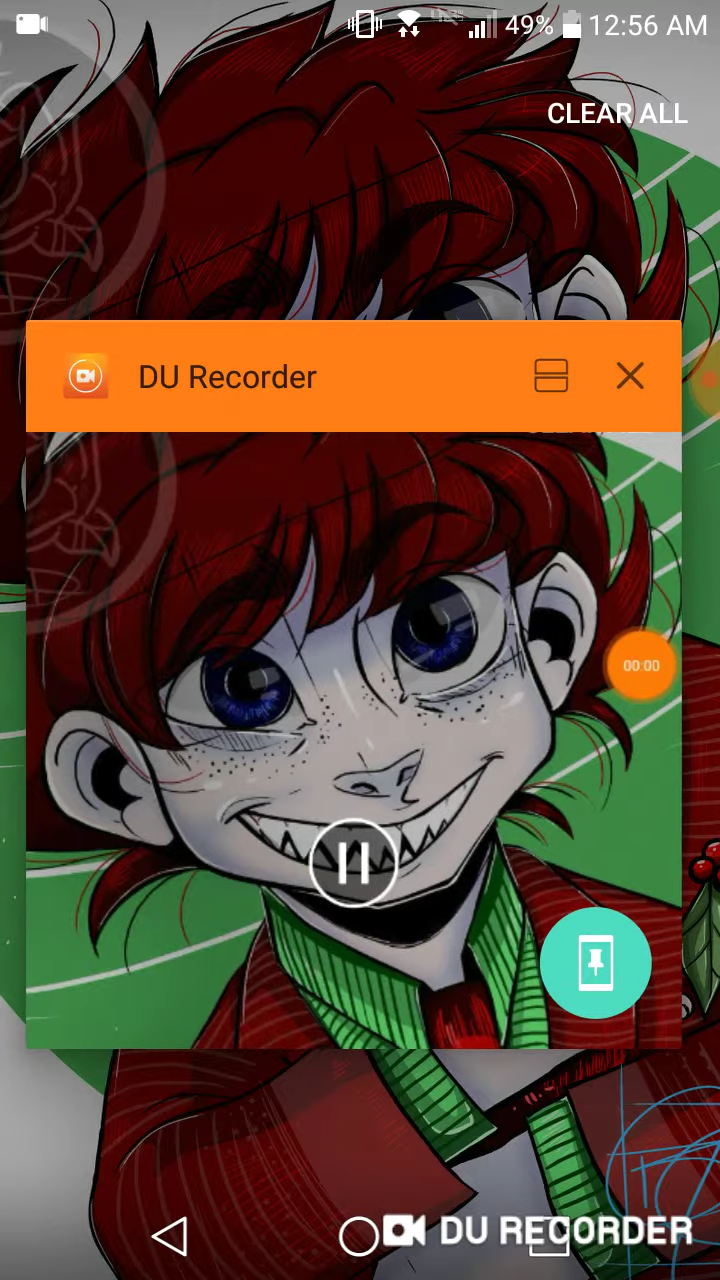 49% 12:56 AM
CLEAR ALL
DU Recorder
00:00
DU RECORDER